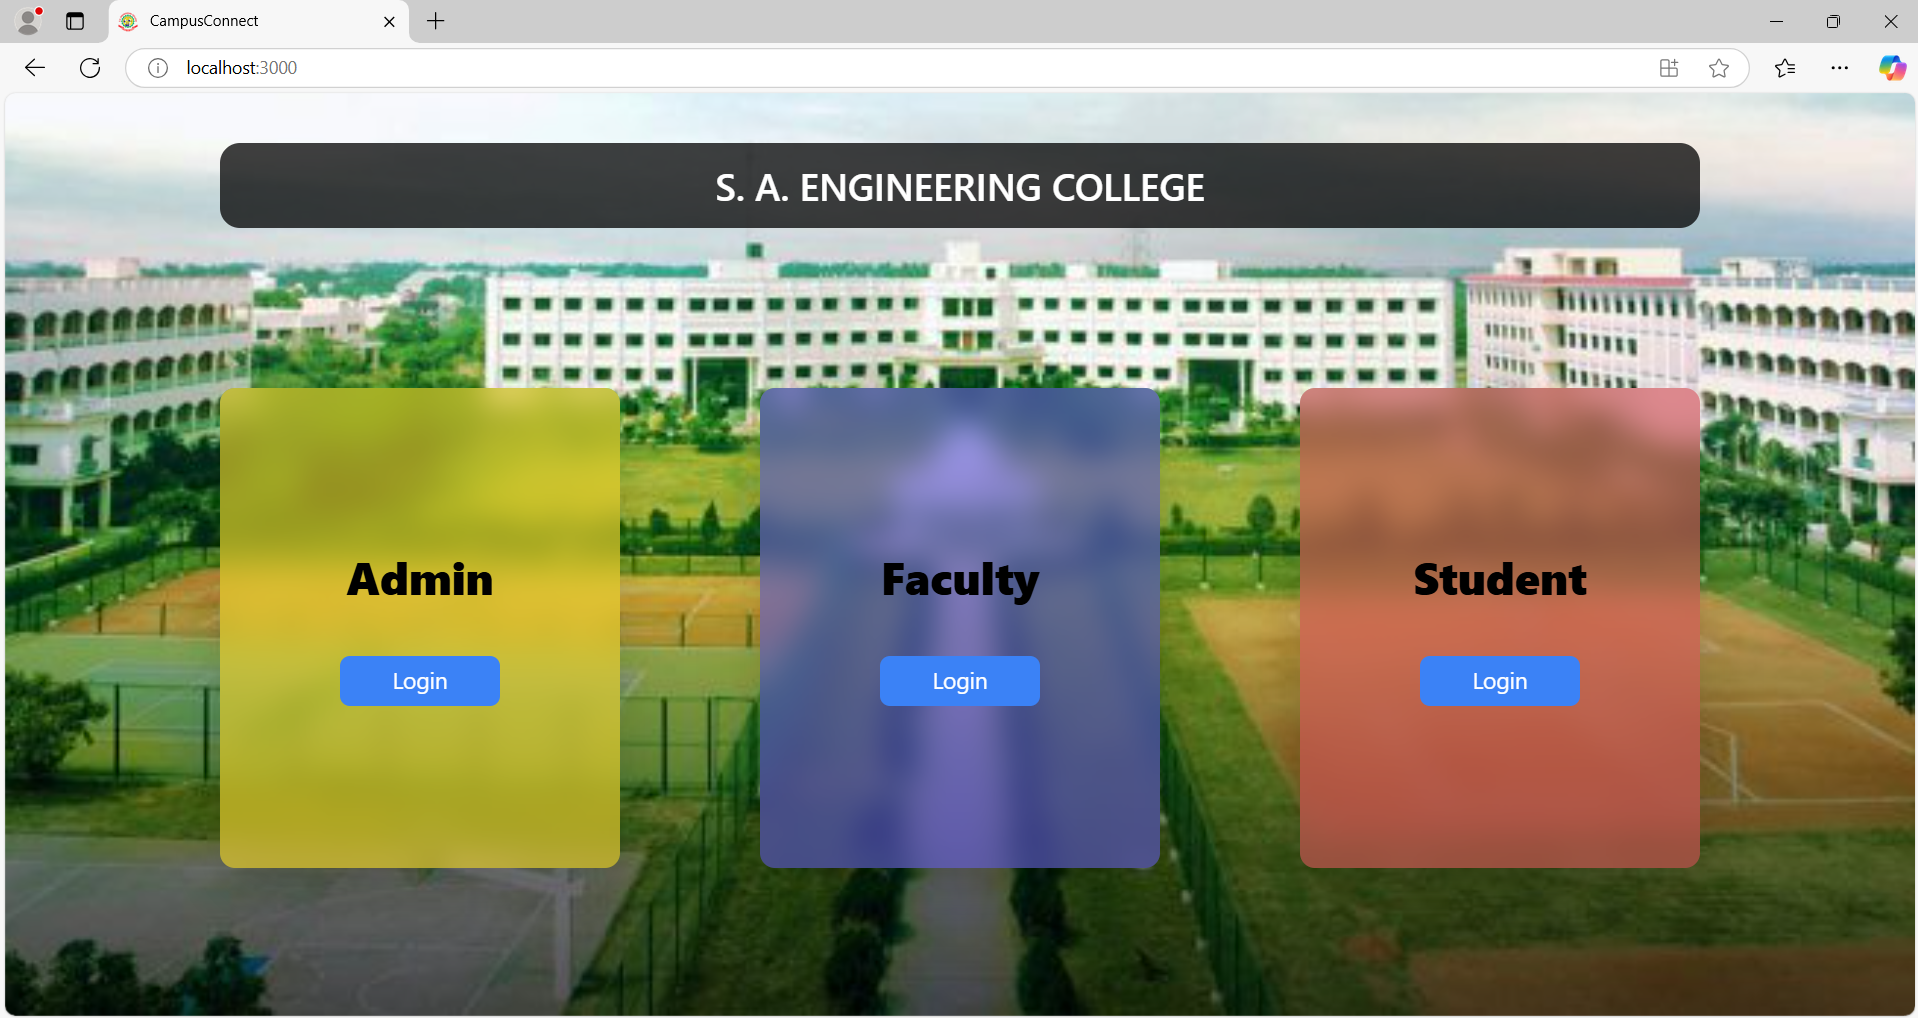 CampusConnect
localhost:3000
S. A. ENGINEERING COLLEGE
Admin
Faculty
Student
Login
Login
Login